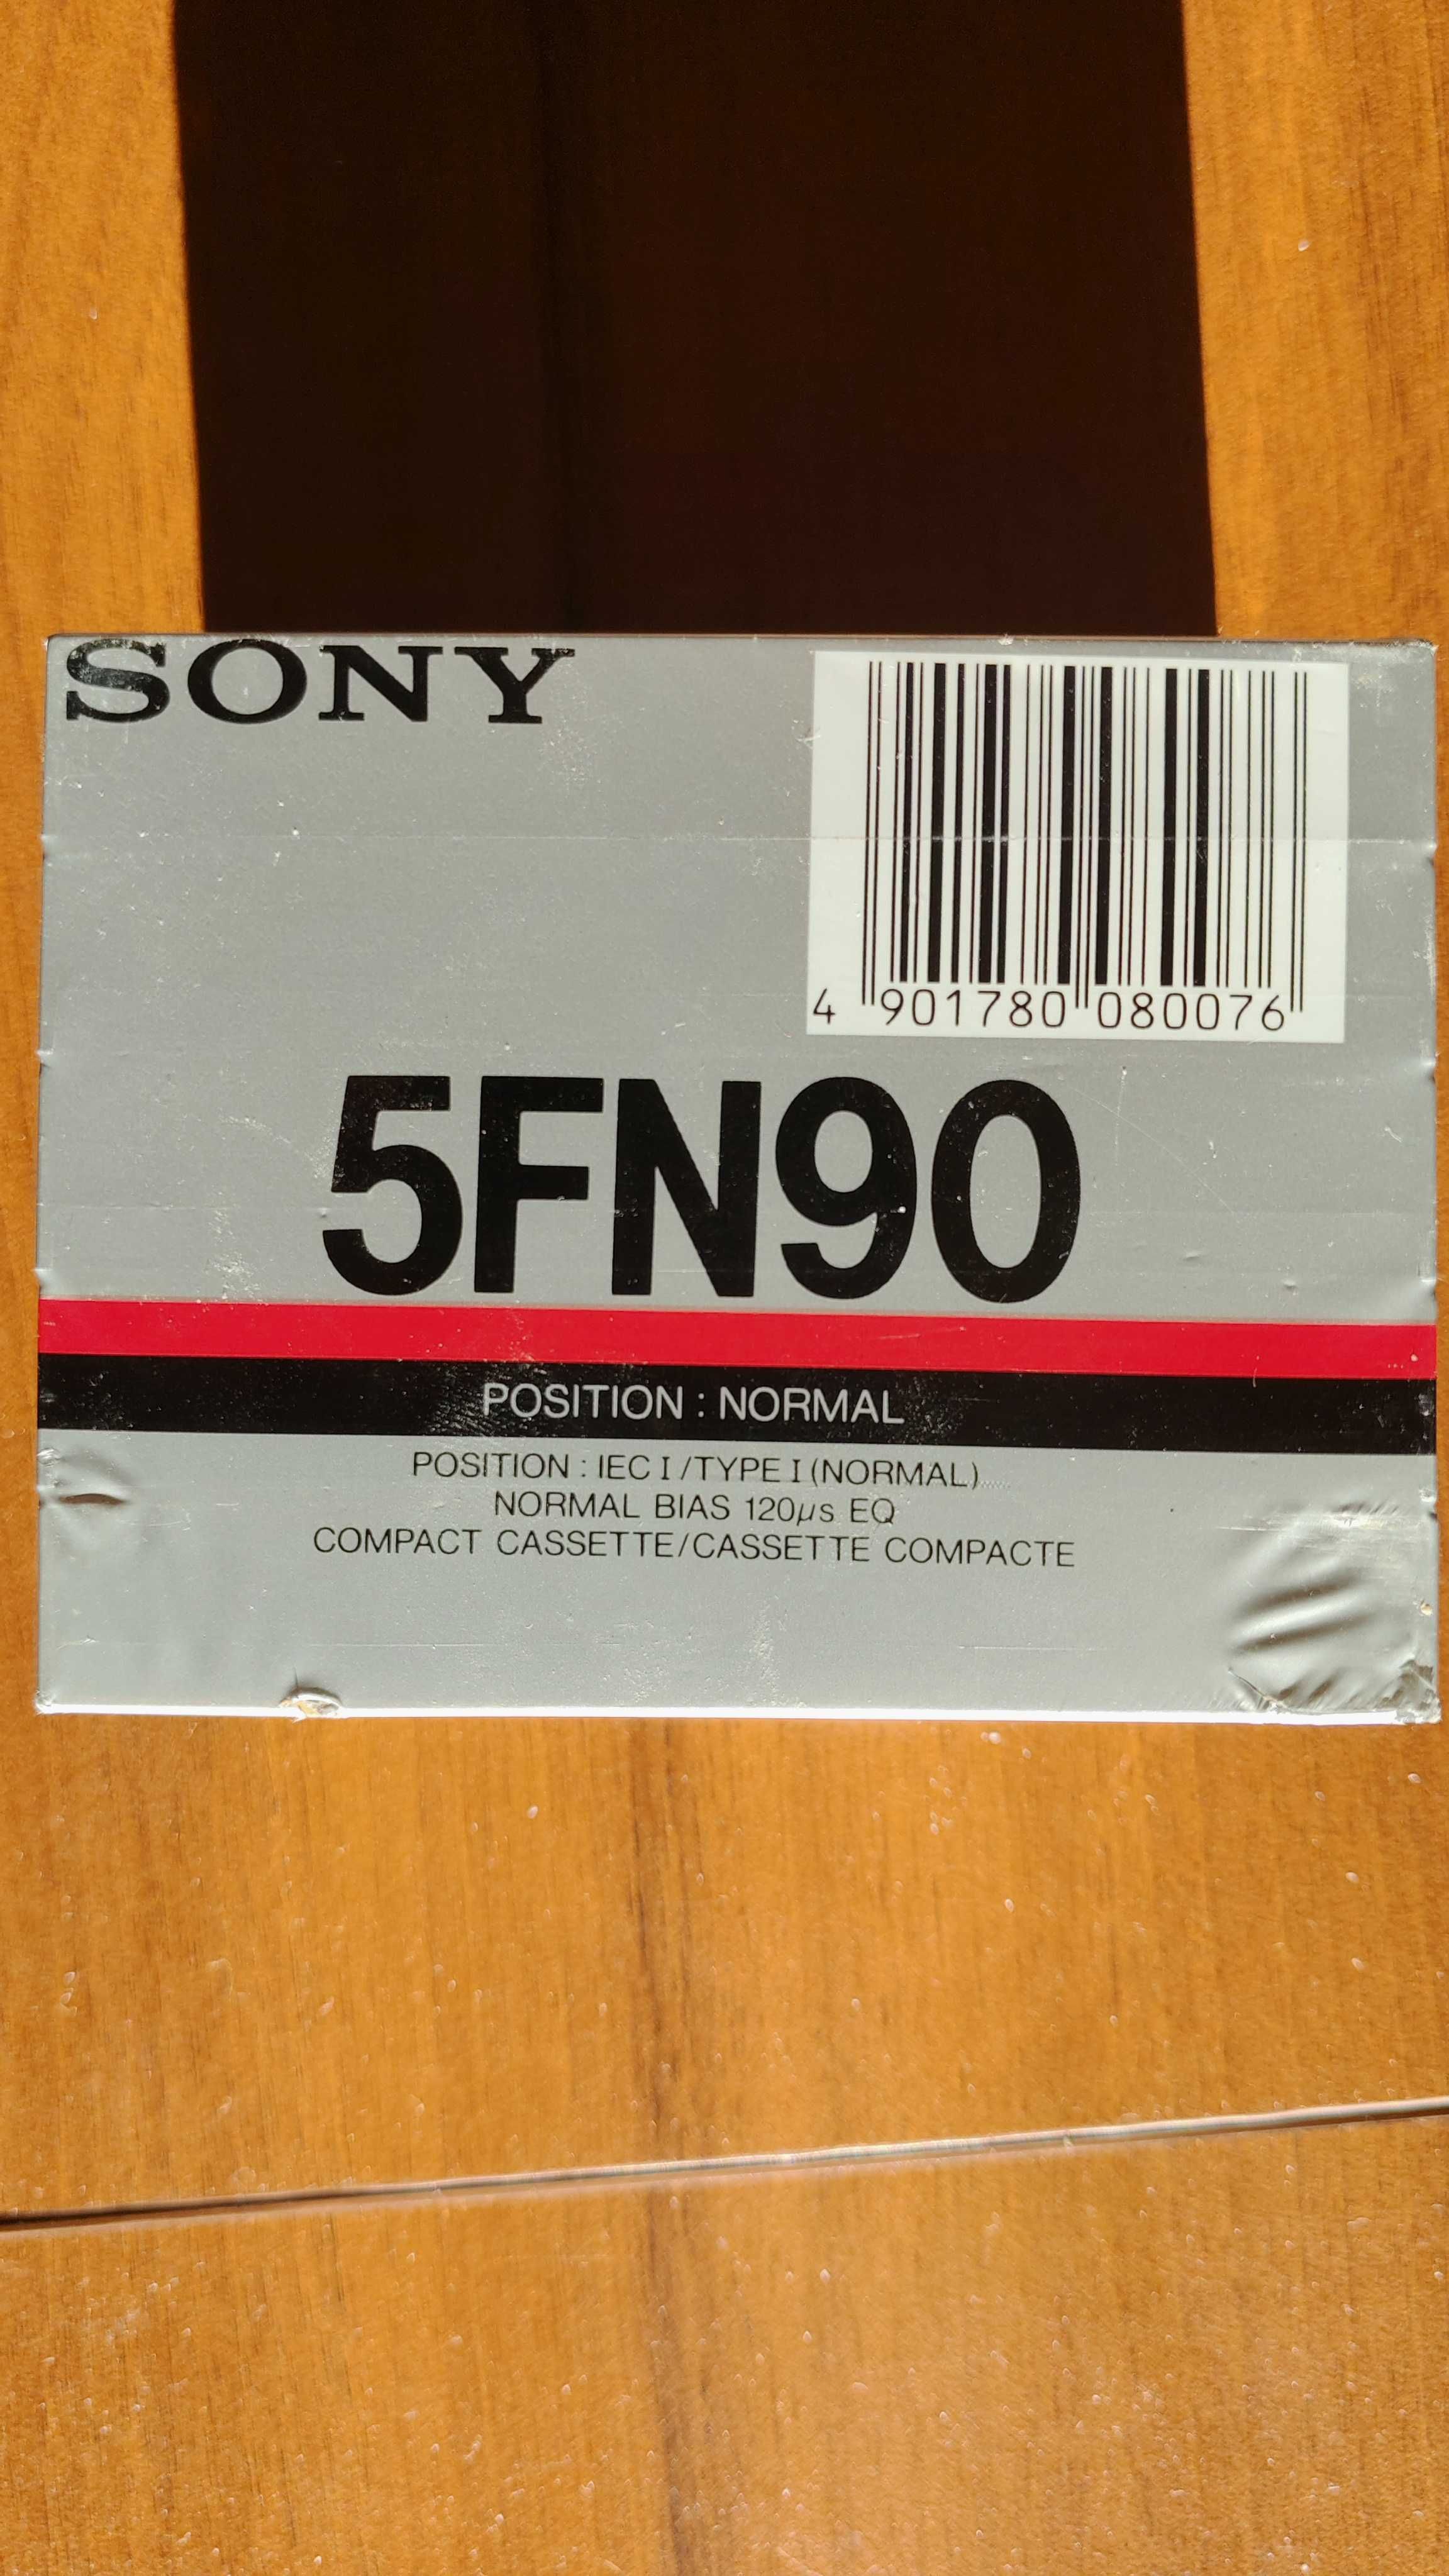 SONY
4 901780 080076
5FN90
POSITION : NORMAL
POSITION : IEC I / TYPE I (NORMAL)
NORMAL BIAS 120µs EQ
COMPACT CASSETTE/CASSETTE COMPACTE